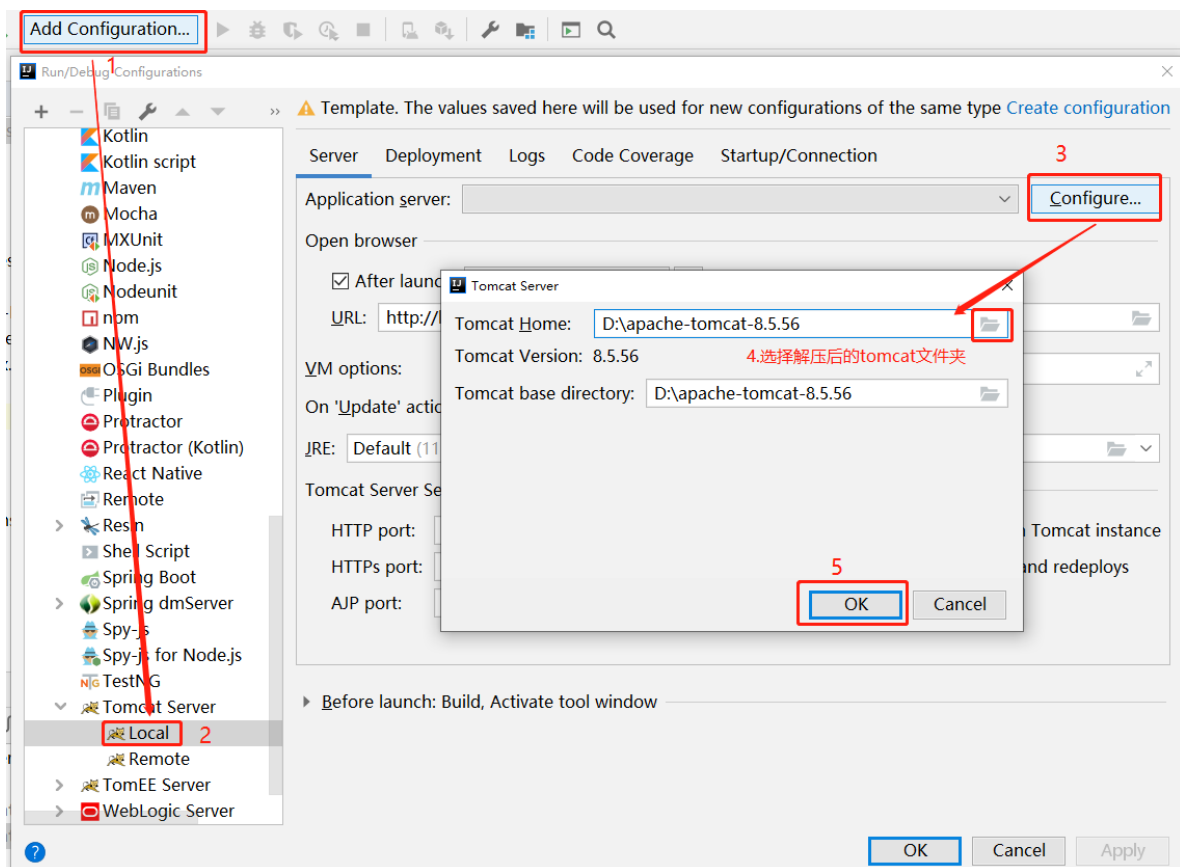 Add Configuration...
1
Run/Debug Configurations
Template. The values saved here will be used for new configurations of the same type Create configuration
Kotlin
Kotlin script
Maven
Mocha
MXUnit
Node.js
Nodeunit
npm
NW.js
OSGi Bundles
Plugin
Protractor
Protractor (Kotlin)
React Native
Remote
Resin
Shell Script
Spring Boot
Spring dmServer
Spy-js
Spy-js for Node.js
TestNG
Tomcat Server
Local 2
Remote
TomEE Server
WebLogic Server
Server Deployment Logs Code Coverage Startup/Connection
3
Application server: Configure...
Open browser
After launc
URL: http://l
VM options:
On 'Update' actio
JRE: Default (11
Tomcat Server Se
HTTP port: Tomcat instance
HTTPs port: and redeploys
AJP port:
Tomcat Server
Tomcat Home: D:\apache-tomcat-8.5.56
Tomcat Version: 8.5.56 4.选择解压后的tomcat文件夹
Tomcat base directory: D:\apache-tomcat-8.5.56
5
OK Cancel
Before launch: Build, Activate tool window
? OK Cancel Apply